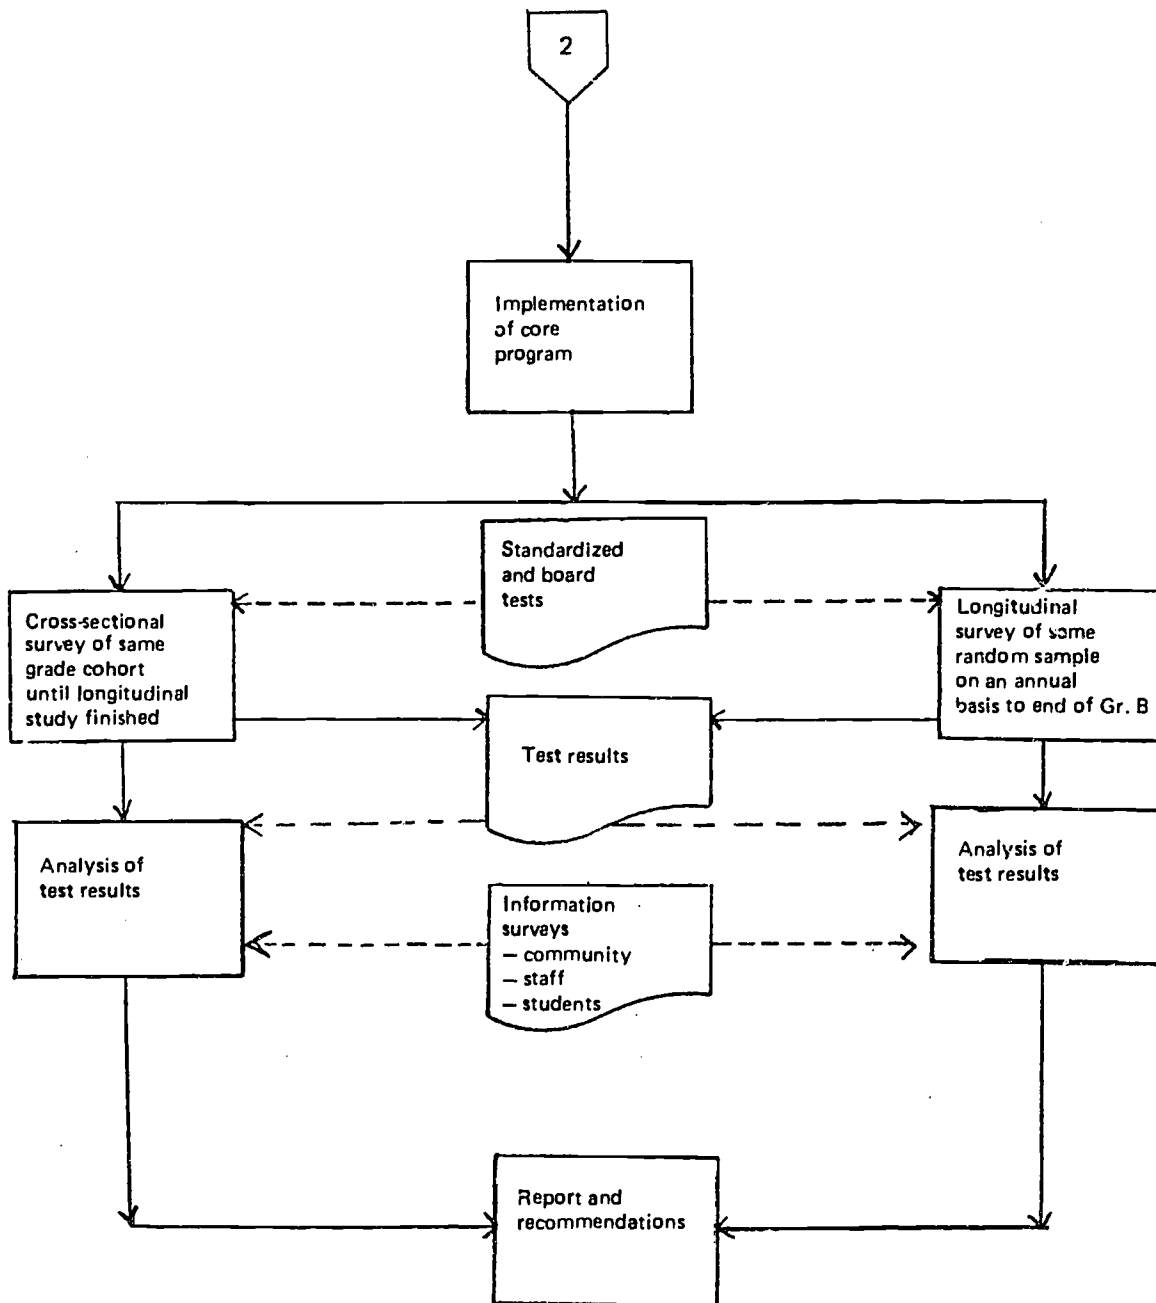 2
Implementation
of core
program
Standardized
and board
tests
Cross-sectional
survey of same
grade cohort
until longitudinal
study finished
Longitudinal
survey of same
random sample
on an annual
basis to end of Gr. B
Test results
Analysis of
test results
Analysis of
test results
Information
surveys
– community
– staff
– students
Report and
recommendations